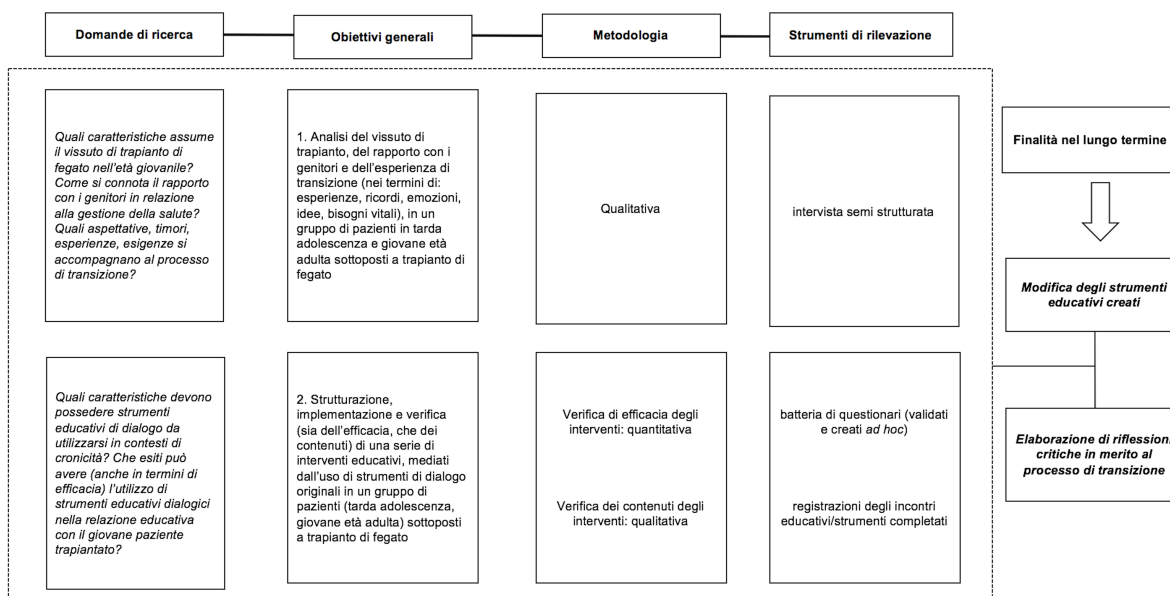 Domande di ricerca
Obiettivi generali
Metodologia
Strumenti di rilevazione
Quali caratteristiche assume
il vissuto di trapianto di
fegato nell'età giovanile?
Come si connota il rapporto
con i genitori in relazione
alla gestione della salute?
Quali aspettative, timori,
esperienze, esigenze si
accompagnano al processo
di transizione?
1. Analisi del vissuto di
trapianto, del rapporto con i
genitori e dell'esperienza di
transizione (nei termini di:
esperienze, ricordi, emozioni,
idee, bisogni vitali), in un
gruppo di pazienti in tarda
adolescenza e giovane età
adulta sottoposti a trapianto di
fegato
Qualitativa
intervista semi strutturata
Finalità nel lungo termine
Modifica degli strumenti
educativi creati
Elaborazione di riflessioni
critiche in merito al
processo di transizione
Quali caratteristiche devono
possedere strumenti
educativi di dialogo da
utilizzarsi in contesti di
cronicità? Che esiti può
avere (anche in termini di
efficacia) l'utilizzo di
strumenti educativi dialogici
nella relazione educativa
con il giovane paziente
trapiantato?
2. Strutturazione,
implementazione e verifica
(sia dell'efficacia, che dei
contenuti) di una serie di
interventi educativi, mediati
dall'uso di strumenti di dialogo
originali in un gruppo di
pazienti (tarda adolescenza,
giovane età adulta) sottoposti
a trapianto di fegato
Verifica di efficacia degli
interventi: quantitativa
Verifica dei contenuti degli
interventi: qualitativa
batteria di questionari (validati
e creati ad hoc)
registrazioni degli incontri
educativi/strumenti completati